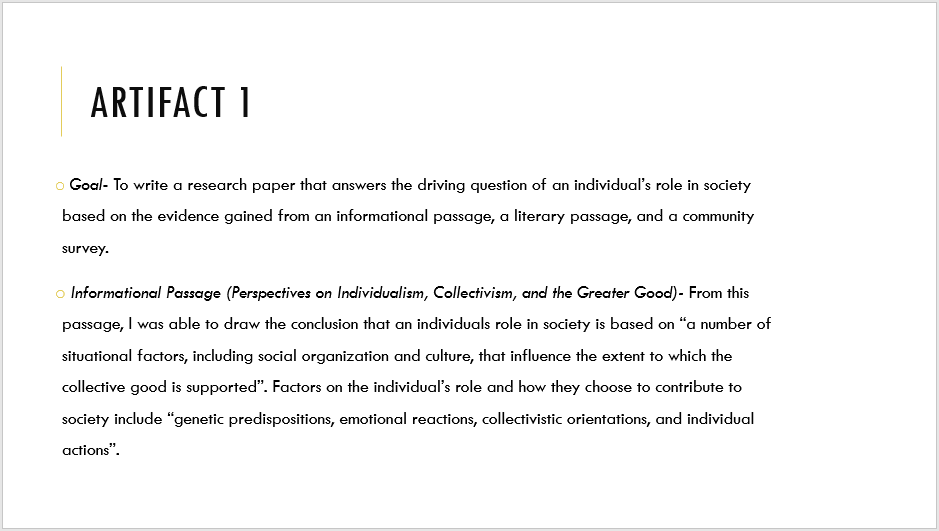 ARTIFACT 1
Goal- To write a research paper that answers the driving question of an individual’s role in society
based on the evidence gained from an informational passage, a literary passage, and a community
survey.
Informational Passage (Perspectives on Individualism, Collectivism, and the Greater Good)- From this
passage, I was able to draw the conclusion that an individuals role in society is based on “a number of
situational factors, including social organization and culture, that influence the extent to which the
collective good is supported”. Factors on the individual’s role and how they choose to contribute to
society include “genetic predispositions, emotional reactions, collectivistic orientations, and individual
actions”.